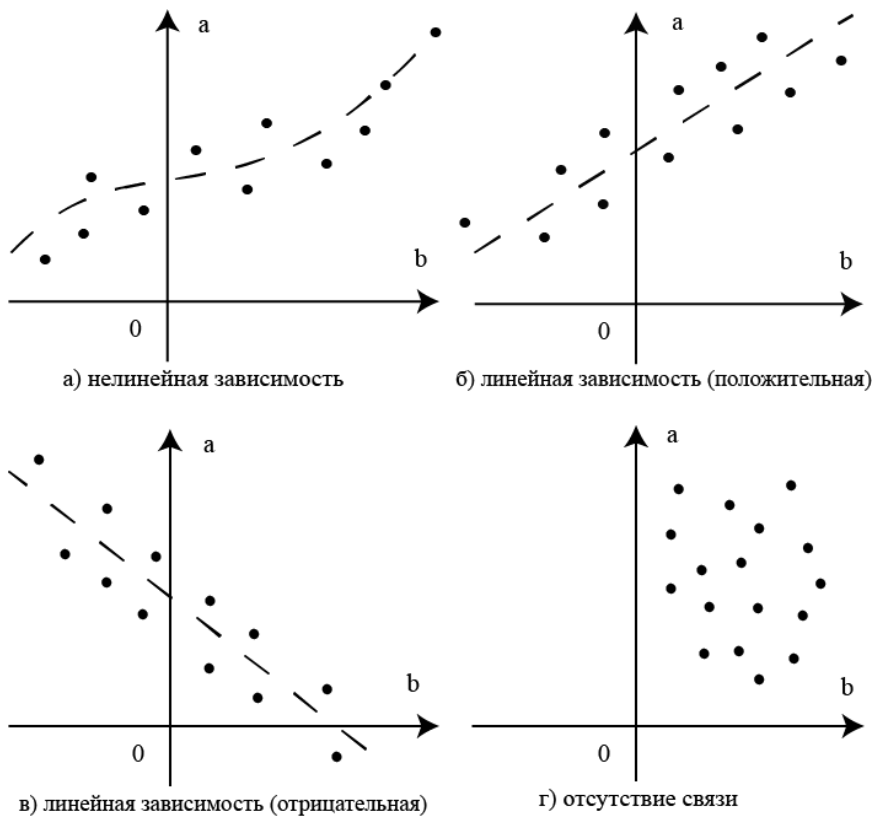 a
b
0
а) нелинейная зависимость
a
b
0
б) линейная зависимость (положительная)
a
b
0
в) линейная зависимость (отрицательная)
a
b
0
г) отсутствие связи